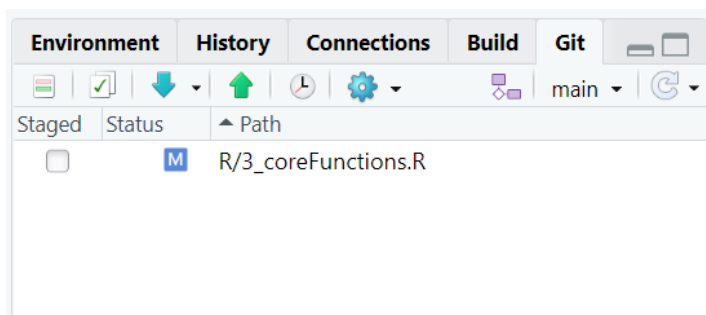 Environment History Connections Build Git
main
Staged Status Path
M R/3_coreFunctions.R